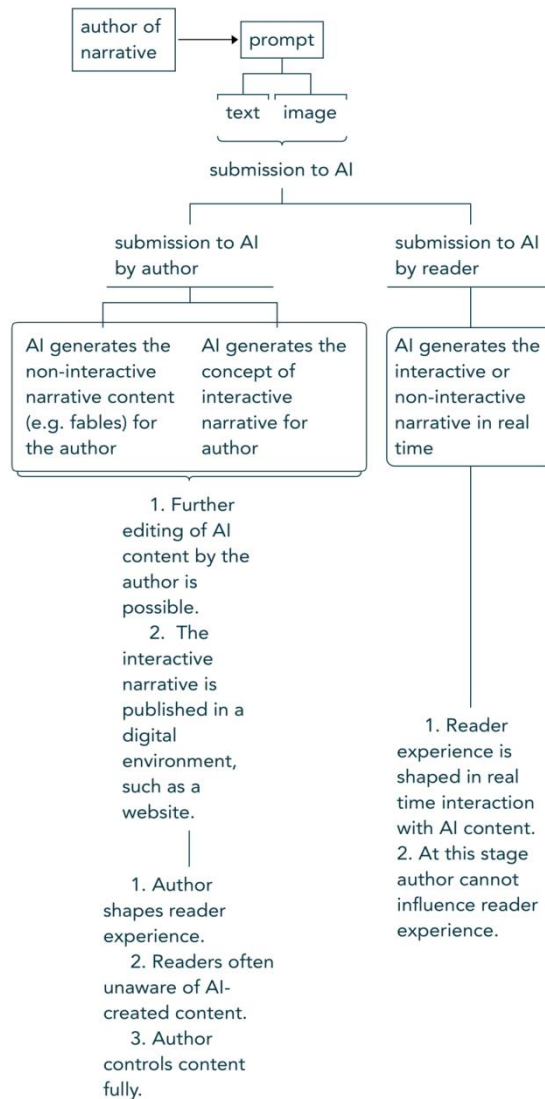 author of
narrative
prompt
text
image
submission to AI
submission to AI
by author
submission to AI
by reader
AI generates the
non-interactive
narrative content
(e.g. fables) for
the author
AI generates the
concept of
interactive
narrative for
author
AI generates the
interactive or
non-interactive
narrative in real
time
1. Further
editing of AI
content by the
author is
possible.
2. The
interactive
narrative is
published in a
digital
environment,
such as a
website.
1. Reader
experience is
shaped in real
time interaction
with AI content.
2. At this stage
author cannot
influence reader
experience.
1. Author
shapes reader
experience.
2. Readers often
unaware of AI-
created content.
3. Author
controls content
fully.